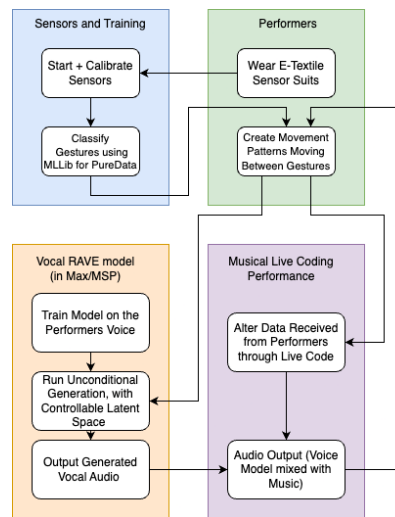 Sensors and Training
Start + Calibrate
Sensors
Classify
Gestures using
MLLib for PureData
Performers
Wear E-Textile
Sensor Suits
Create Movement
Patterns Moving
Between Gestures
Vocal RAVE model
(in Max/MSP)
Train Model on the
Performers Voice
Run Unconditional
Generation, with
Controllable Latent
Space
Output Generated
Vocal Audio
Musical Live Coding
Performance
Alter Data Received
from Performers
through Live Code
Audio Output (Voice
Model mixed with
Music)